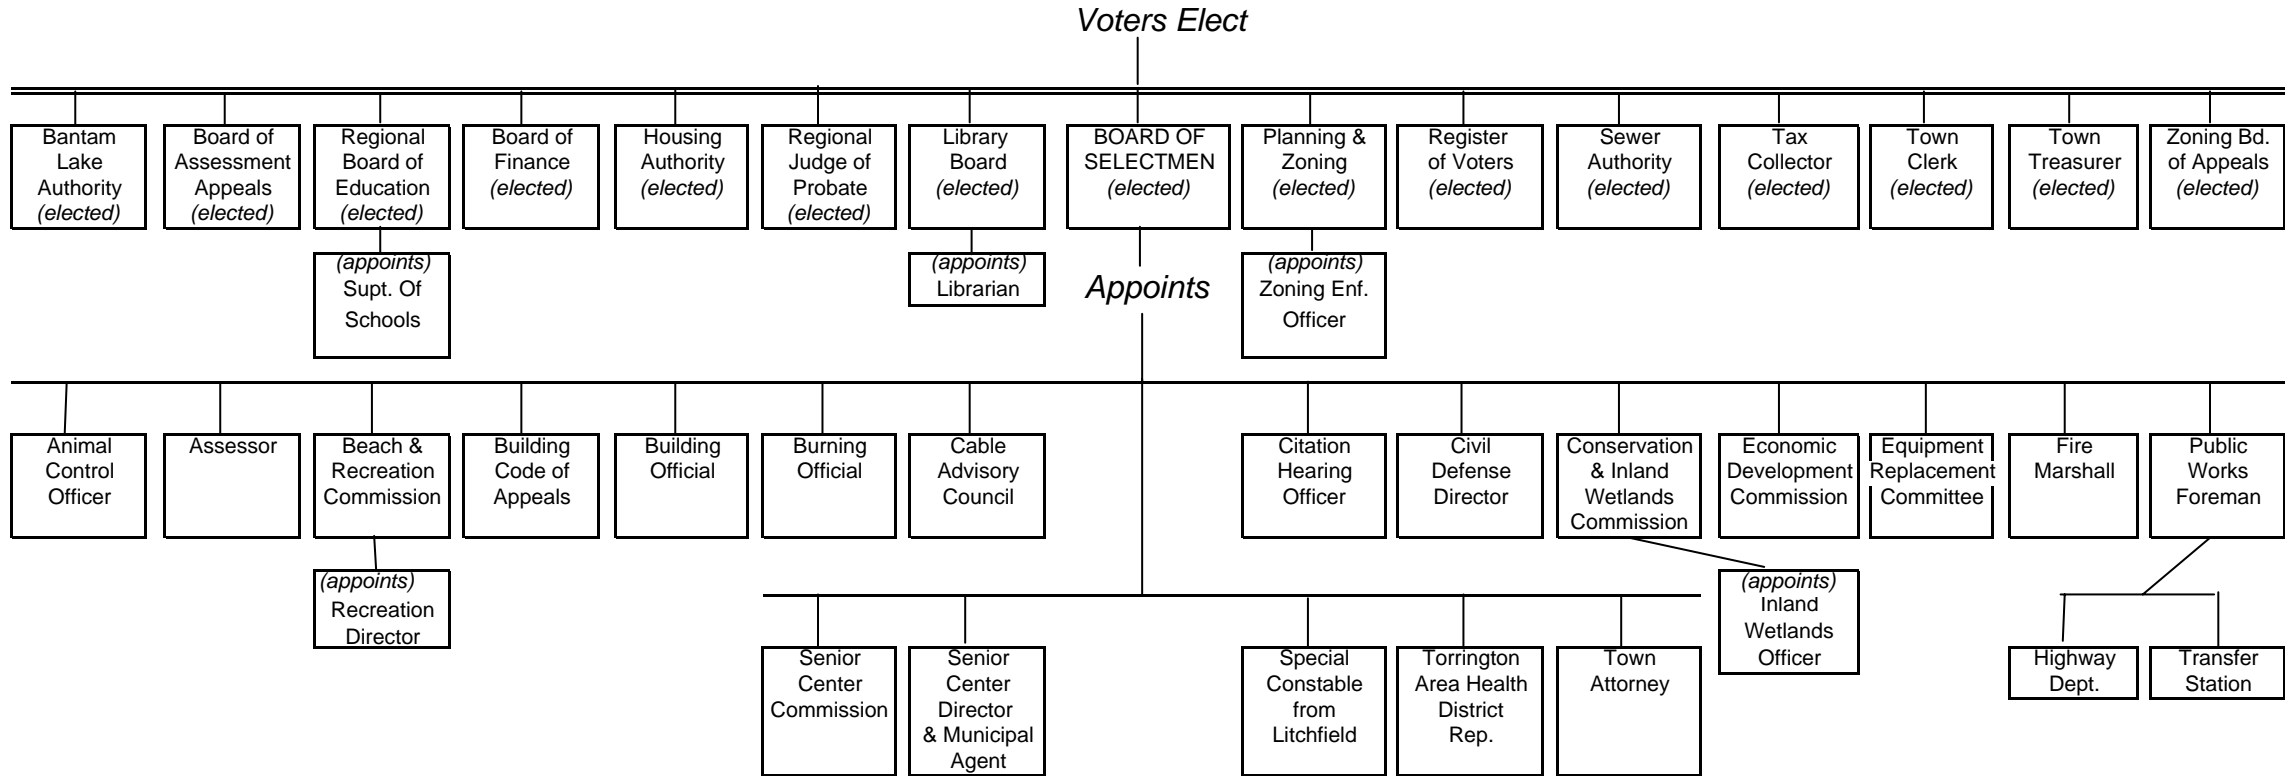 Voters Elect
Bantam
Lake
Authority
(elected)
Board of
Assessment
Appeals
(elected)
Regional
Board of
Education
(elected)
Board of
Finance
(elected)
Housing
Authority
(elected)
Regional
Judge of
Probate
(elected)
Library
Board
(elected)
BOARD OF
SELECTMEN
(elected)
Planning &
Zoning
(elected)
Register
of Voters
(elected)
Sewer
Authority
(elected)
Tax
Collector
(elected)
Town
Clerk
(elected)
Town
Treasurer
(elected)
Zoning Bd.
of Appeals
(elected)
(appoints)
Supt. Of
Schools
(appoints)
Librarian
Appoints
(appoints)
Zoning Enf.
Officer
Animal
Control
Officer
Assessor
Beach &
Recreation
Commission
Building
Code of
Appeals
Building
Official
Burning
Official
Cable
Advisory
Council
Citation
Hearing
Officer
Civil
Defense
Director
Conservation
& Inland
Wetlands
Commission
Economic
Development
Commission
Equipment
Replacement
Committee
Fire
Marshall
Public
Works
Foreman
(appoints)
Recreation
Director
(appoints)
Inland
Wetlands
Officer
Senior
Center
Commission
Senior
Center
Director
& Municipal
Agent
Special
Constable
from
Litchfield
Torrington
Area Health
District
Rep.
Town
Attorney
Highway
Dept.
Transfer
Station